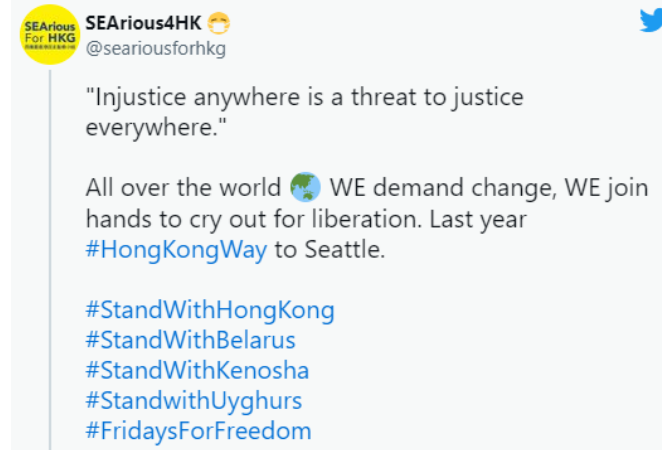 SEArious
For HKG
SEArious4HK 😷
@seariousforhkg
"Injustice anywhere is a threat to justice
everywhere."
All over the world 🌏 WE demand change, WE join
hands to cry out for liberation. Last year
#HongKongWay to Seattle.
#StandWithHongKong
#StandWithBelarus
#StandWithKenosha
#StandwithUyghurs
#FridaysForFreedom